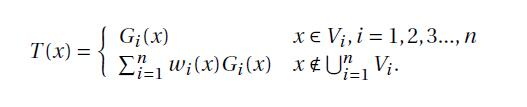 T(x) = { G_i(x) x ∈ V_i, i = 1,2,3..., n
∑_{i=1}^{n} w_i(x)G_i(x) x ∉ ⋃_{i=1}^{n} V_i.